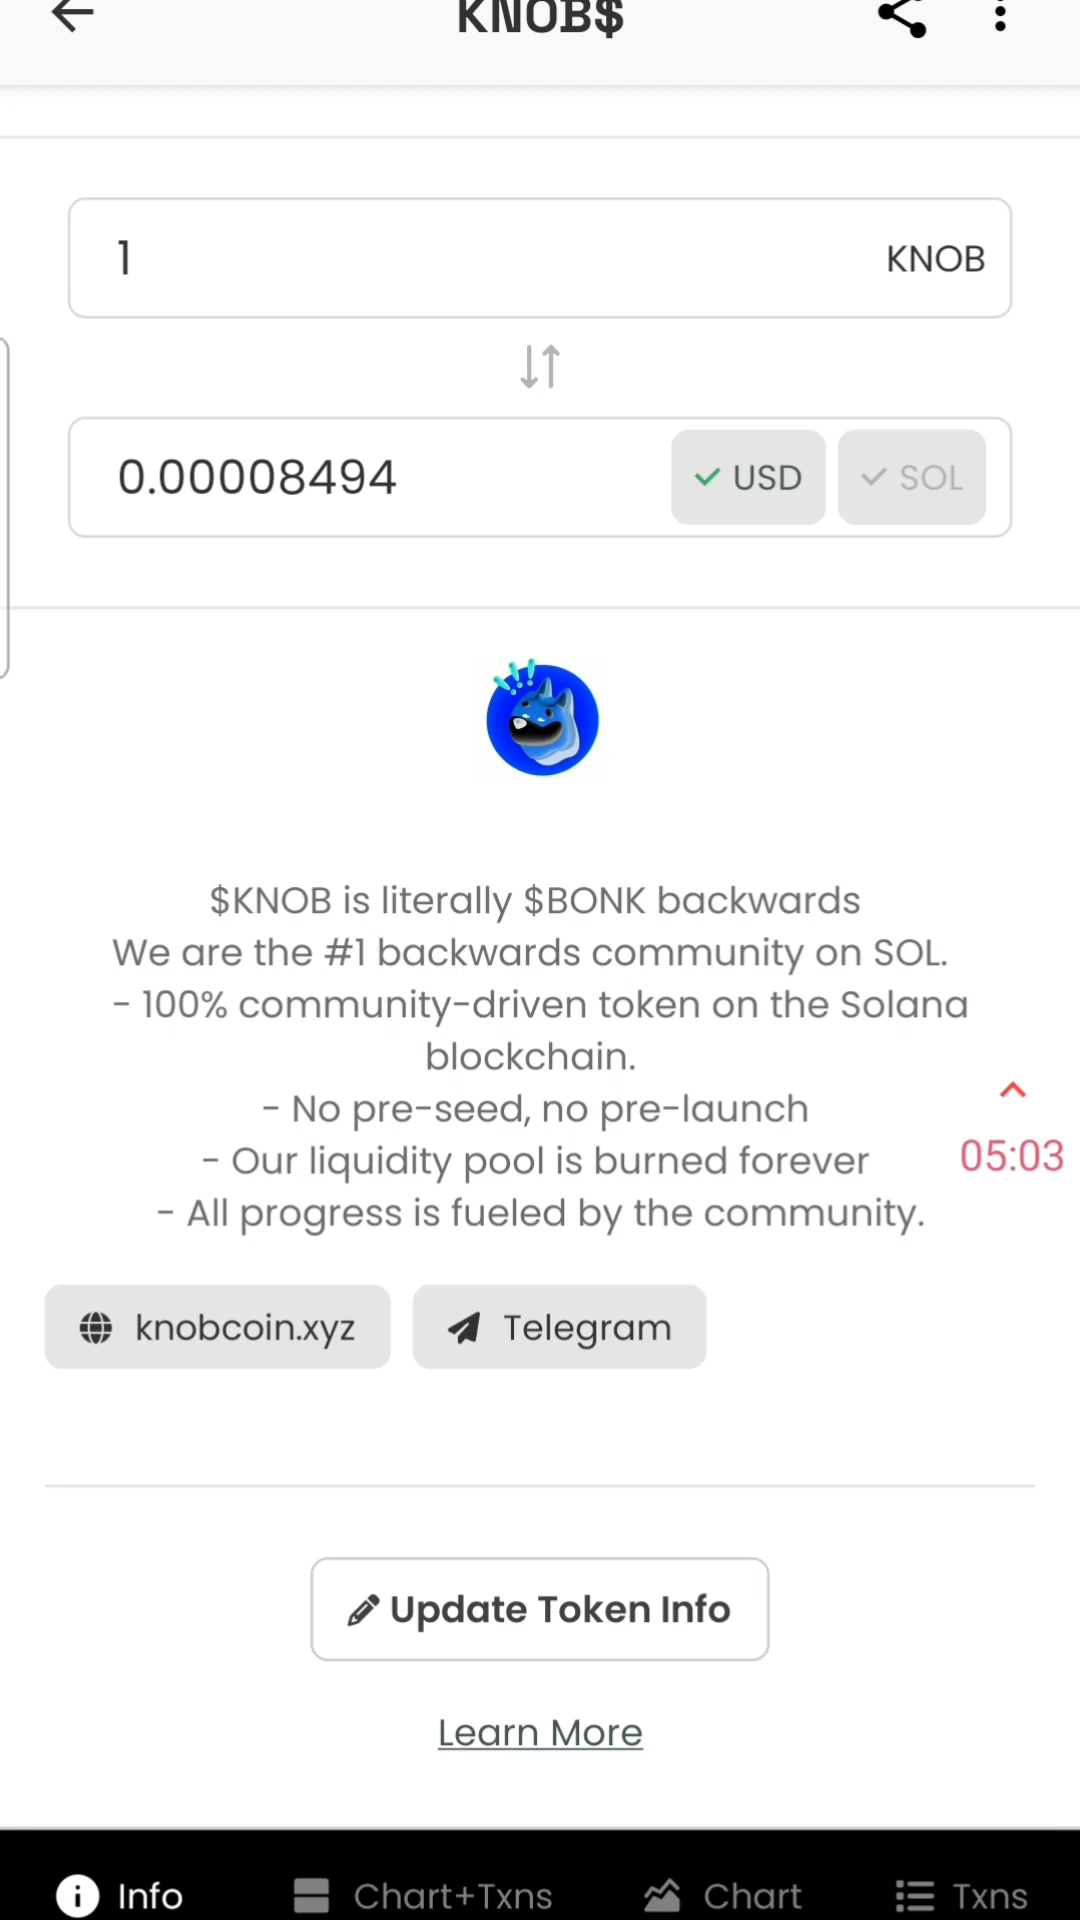 KNOB$
1 KNOB
0.00008494 USD SOL
$KNOB is literally $BONK backwards
We are the #1 backwards community on SOL.
- 100% community-driven token on the Solana
blockchain.
- No pre-seed, no pre-launch
- Our liquidity pool is burned forever
05:03
- All progress is fueled by the community.
knobcoin.xyz Telegram
Update Token Info
Learn More
Info Chart+Txns Chart Txns